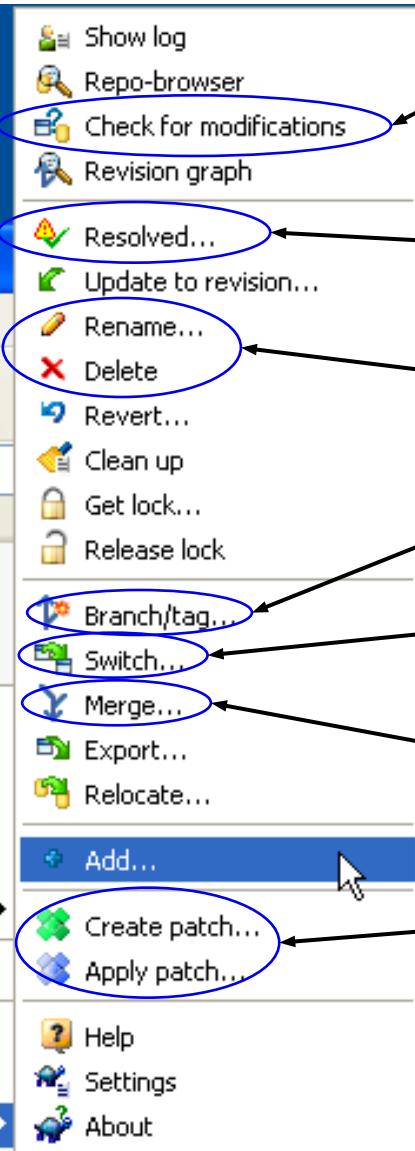 Show log
Repo-browser
Check for modifications
Revision graph
Resolved...
Update to revision...
Rename...
Delete
Revert...
Clean up
Get lock...
Release lock
Branch/tag...
Switch...
Merge...
Export...
Relocate...
Add...
Create patch...
Apply patch...
Help
Settings
About